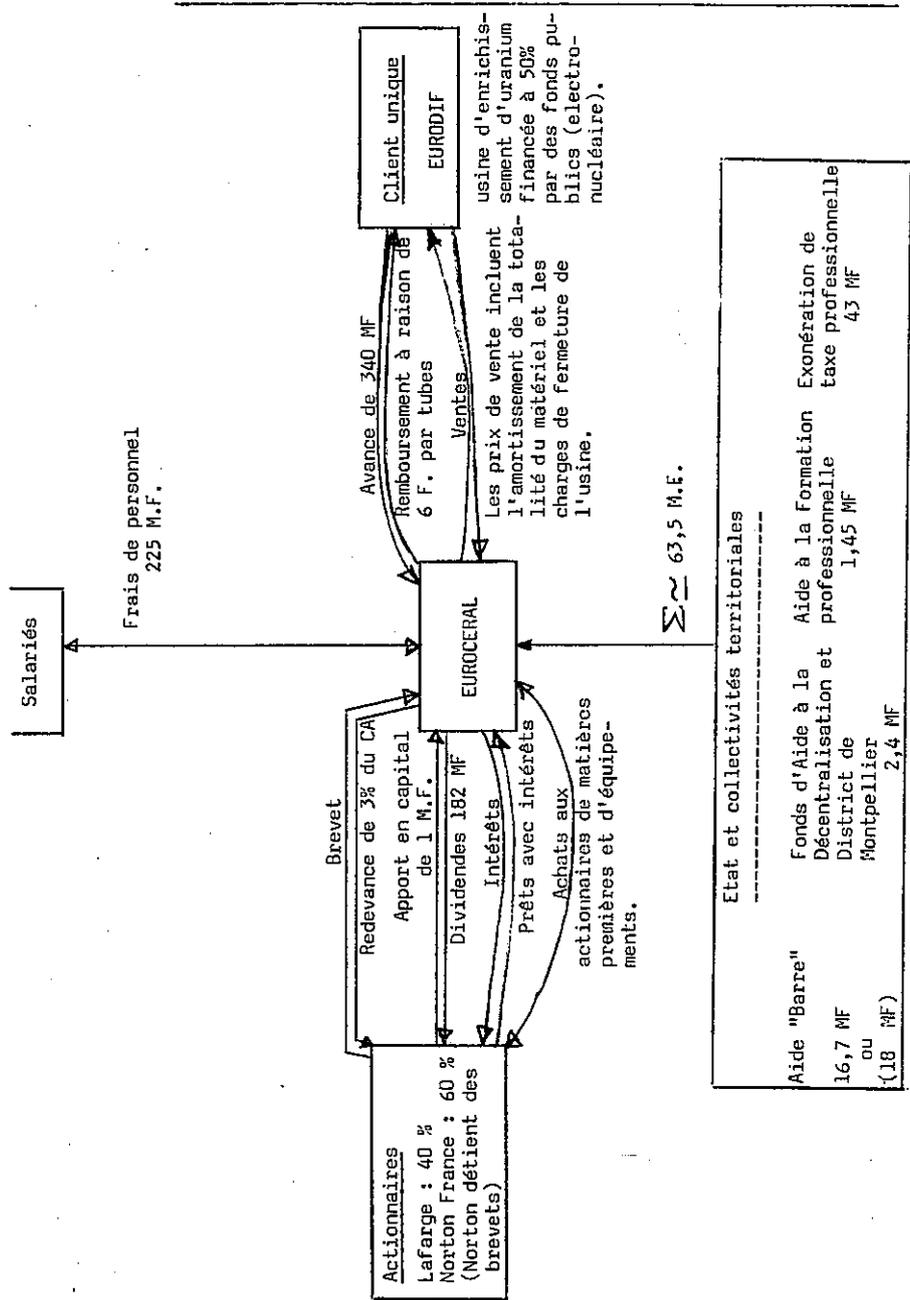 Salariés
Frais de personnel
225 M.F.
Actionnaires
Lafarge : 40 %
Norton France : 60 %
(Norton détient des
brevets)
Brevet
Redevance de 3% du CA
Apport en capital
de 1 M.F.
Dividendes 182 MF
Intérêts
Prêts avec intérêts
Achats aux
actionnaires de matières
premières et d'équipe-
ments.
EUROCERAL
Avance de 340 MF
Remboursement à raison de
6 F. par tubes
Ventes
Les prix de vente incluent
l'amortissement de la tota-
lité du matériel et les
charges de fermeture de
l'usine.
Client unique
EURODIF
usine d'enrichis-
sement d'uranium
financée à 50%
par des fonds pu-
blics (electro-
nucléaire).
∑ ≃ 63,5 M.F.
Etat et collectivités territoriales
Aide "Barre"
16,7 MF
ou
(18 MF)
Fonds d'Aide à la
Décentralisation et
District de
Montpellier
2,4 MF
Aide à la Formation
professionnelle
1,45 MF
Exonération de
taxe professionnelle
43 MF